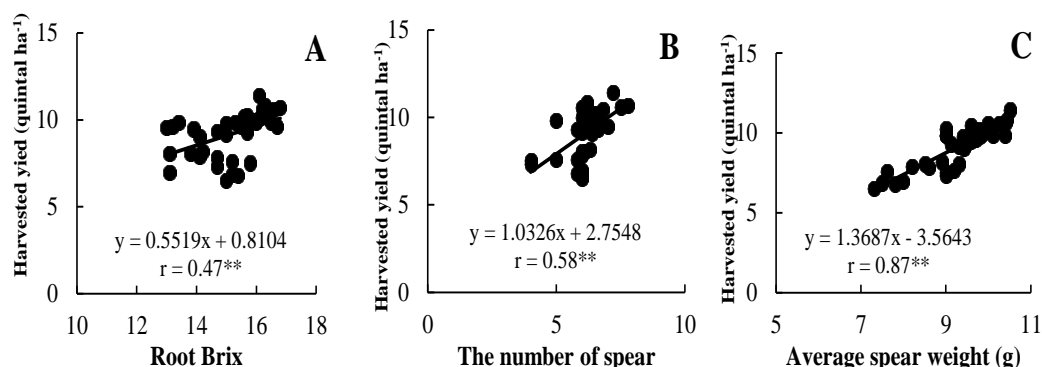 A
Harvested yied (quintal ha⁻¹)
15
10
5
0
y = 0.5519x + 0.8104
r = 0.47**
10 12 14 16 18
Root Brix
B
Harvested yield (quintal ha⁻¹)
15
10
5
0
y = 1.0326x + 2.7548
r = 0.58**
0 5 10
The number of spear
C
Harvested yield (quintal ha⁻¹)
15
10
5
0
y = 1.3687x - 3.5643
r = 0.87**
5 7 9 11
Average spear weight (g)